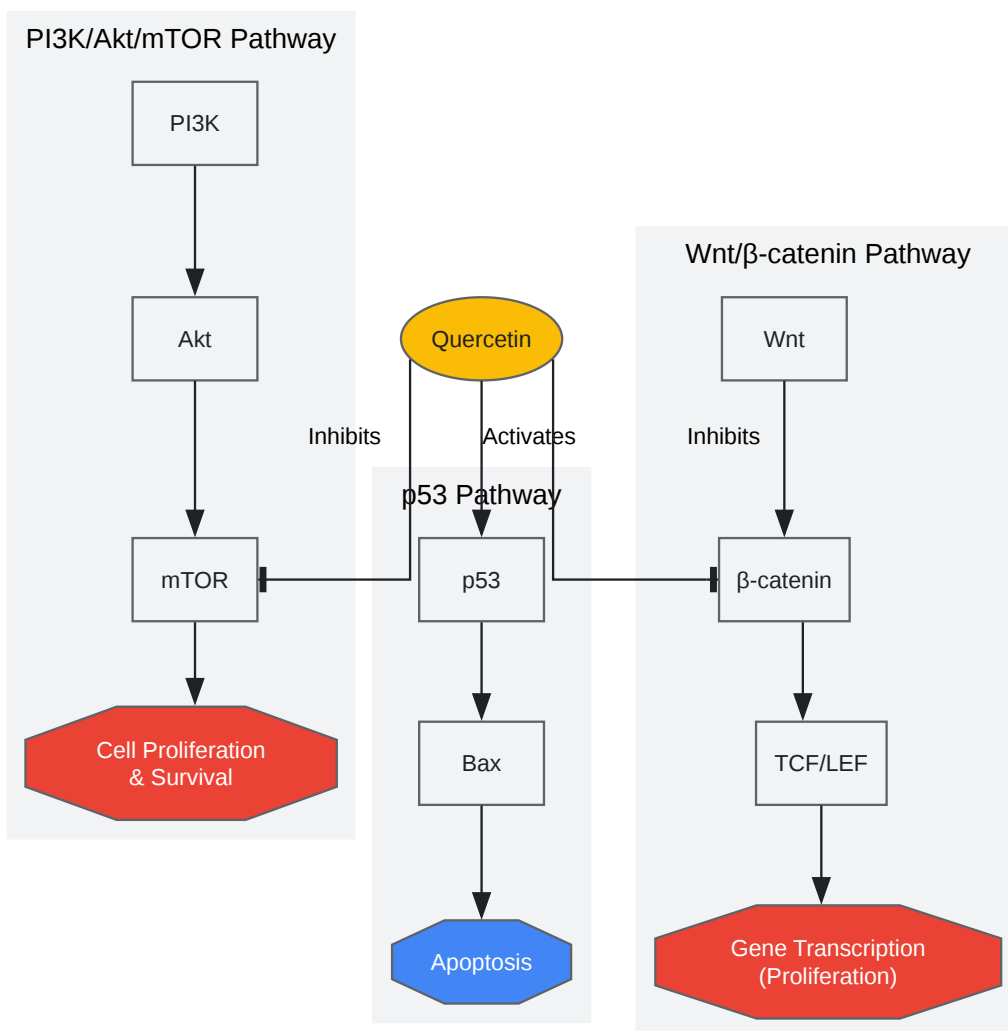 PI3K/Akt/mTOR Pathway
PI3K
Wnt/β-catenin Pathway
Akt
Quercetin
Wnt
Inhibits
Activates
Inhibits
p53 Pathway
mTOR
p53
β-catenin
Cell Proliferation
& Survival
Bax
TCF/LEF
Apoptosis
Gene Transcription
(Proliferation)